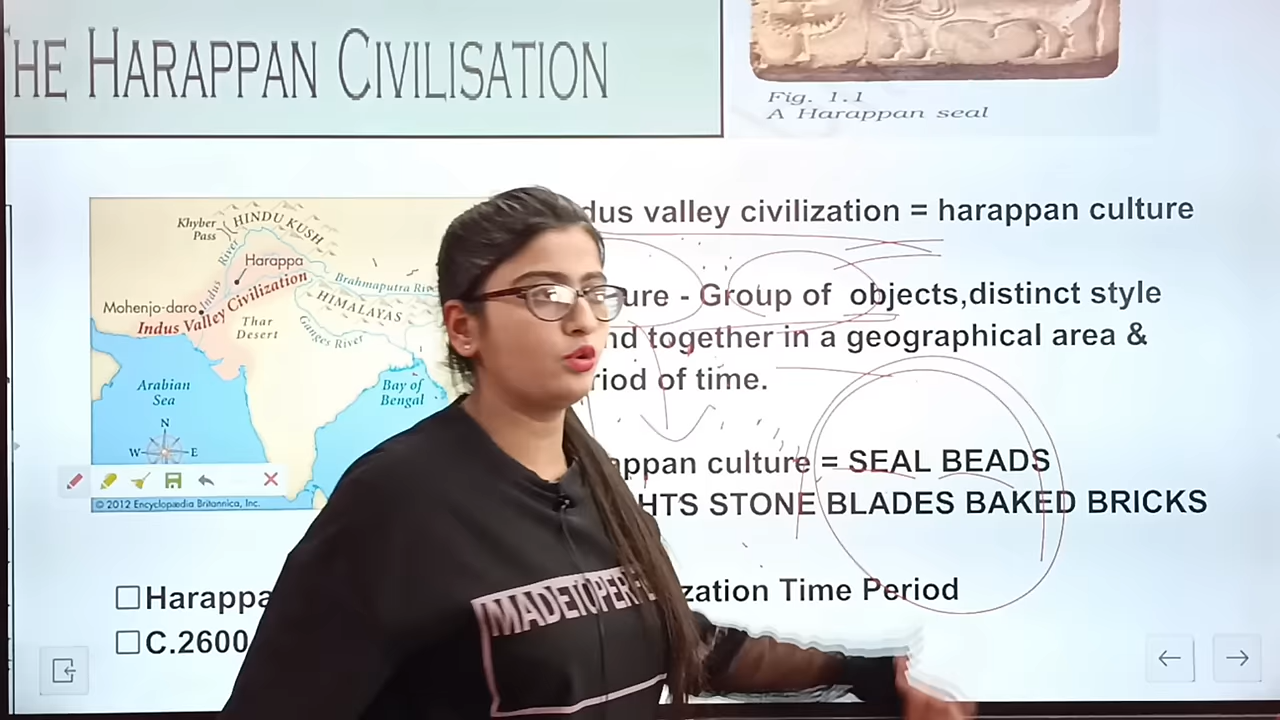 THE HARAPPAN CIVILISATION
Fig. 1.1
A Harappan seal
Khyber
Pass
HINDU KUSH
River
Indus
Harappa
Brahmaputra
Mohenjo-daro
Indus Valley Civilization
HIMALAYAS
Thar
Desert
Ganges River
Arabian
Sea
Bay of
Bengal
N
W
E
© 2012 Encyclopædia Britannica, Inc.
dus valley civilization = harappan culture
ure - Group of objects,distinct style
nd together in a geographical area &
riod of time.
appan culture = SEAL BEADS
HTS STONE BLADES BAKED BRICKS
Harappa
zation Time Period
C.2600
MADETOPERF